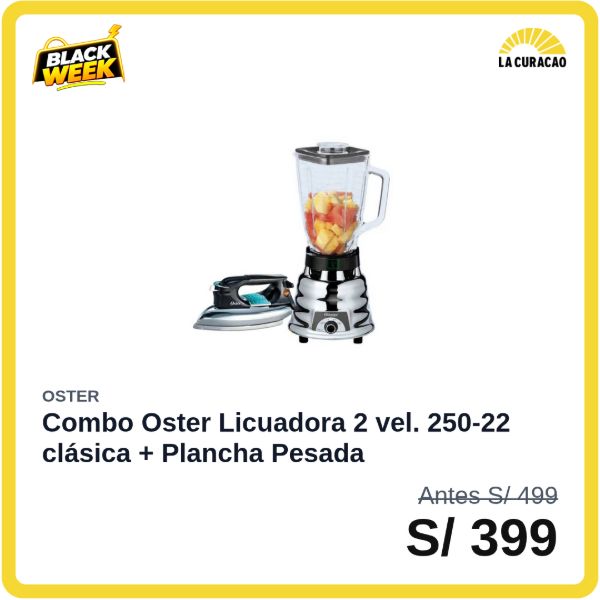 BLACK
WEEK
LA CURACAO
OSTER
Combo Oster Licuadora 2 vel. 250-22
clásica + Plancha Pesada
Antes S/ 499
S/ 399